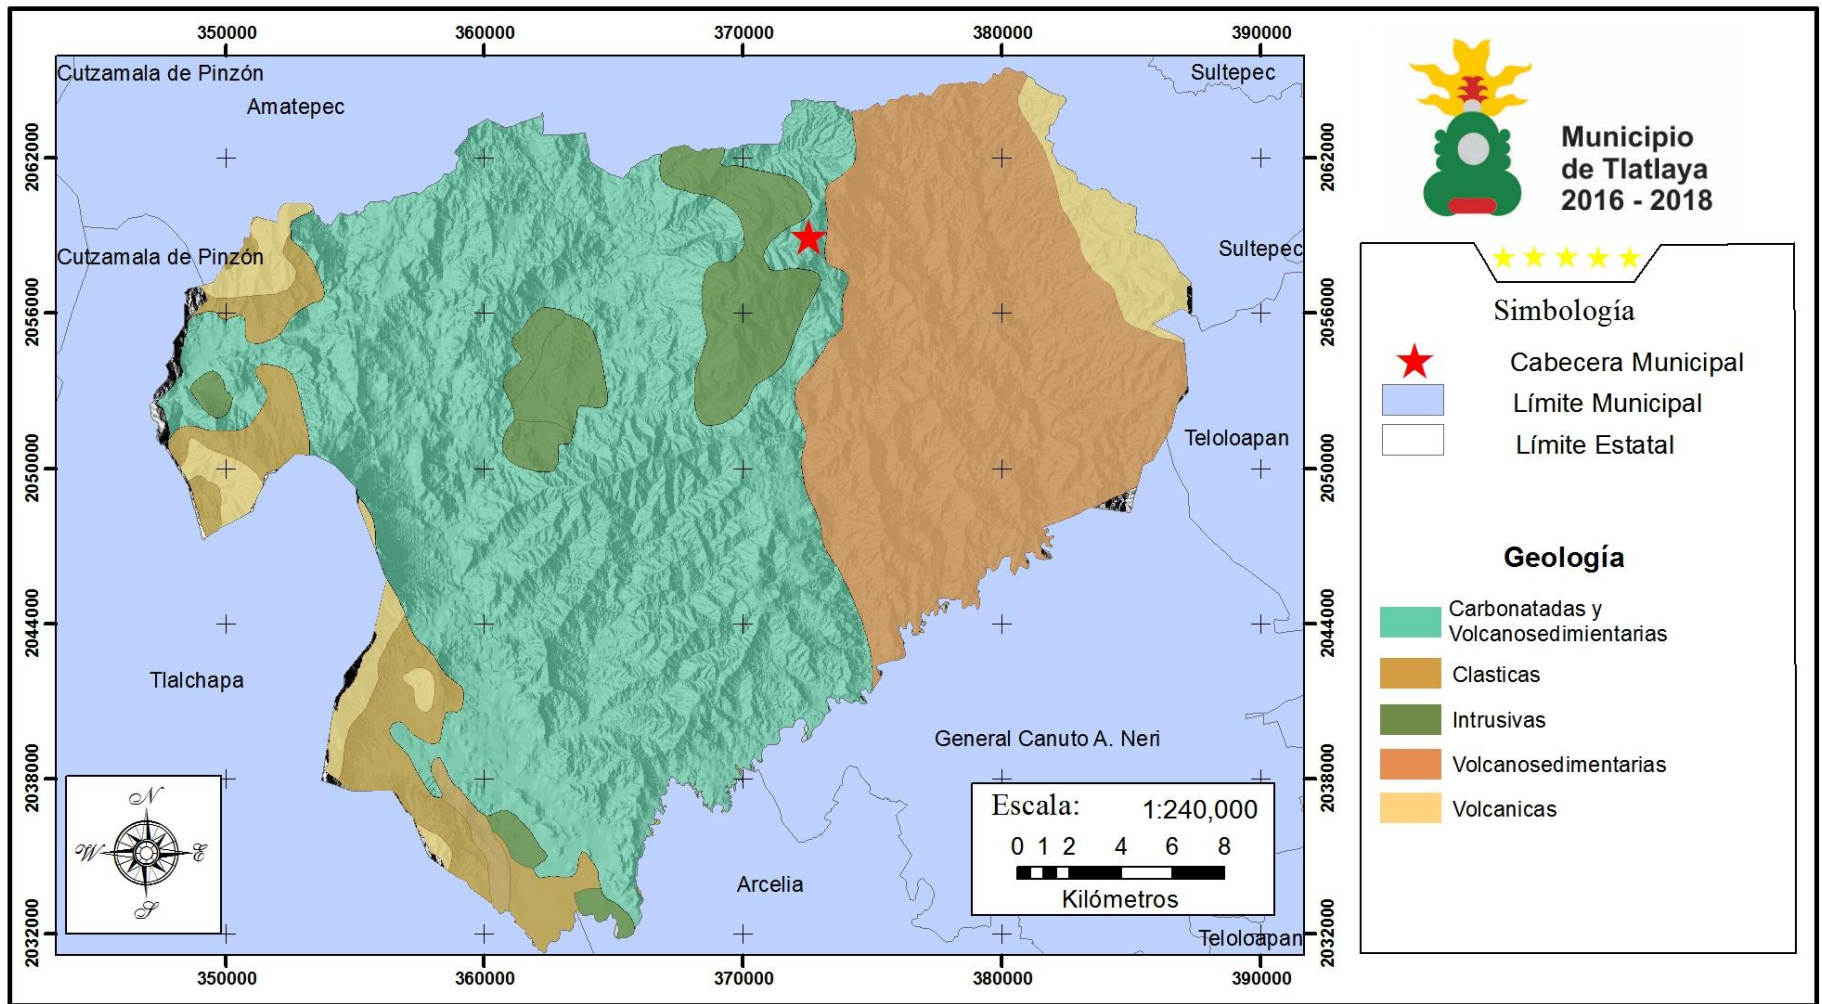 350000
360000
370000
380000
390000
Cutzamala de Pinzón
Amatepec
Sultepec
Cutzamala de Pinzón
Sultepec
Teloloapan
Tlalchapa
General Canuto A. Neri
Arcelia
Teloloapan
2062000
2056000
2050000
2044000
2038000
2032000
2062000
2056000
2050000
2044000
2038000
2032000
350000
360000
370000
380000
390000
N
W
E
S
Escala: 1:240,000
0 1 2 4 6 8
Kilómetros
Municipio
de Tlatlaya
2016 - 2018
Simbología
Cabecera Municipal
Límite Municipal
Límite Estatal
Geología
Carbonatadas y
Volcanosedimientarias
Clasticas
Intrusivas
Volcanosedimentarias
Volcanicas